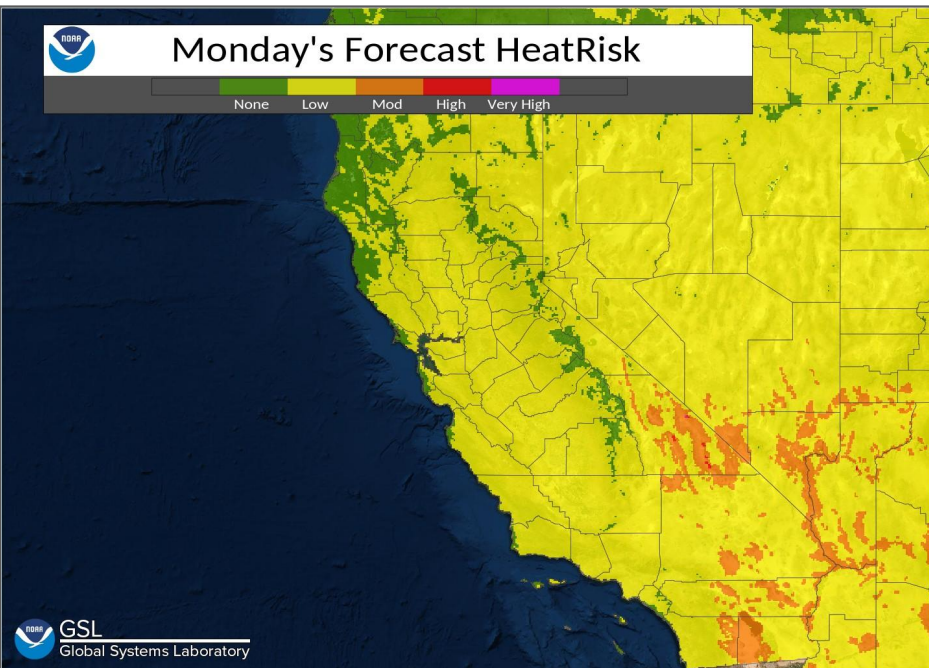 NOAA
Monday's Forecast HeatRisk
None Low Mod High Very High
NOAA
GSL
Global Systems Laboratory